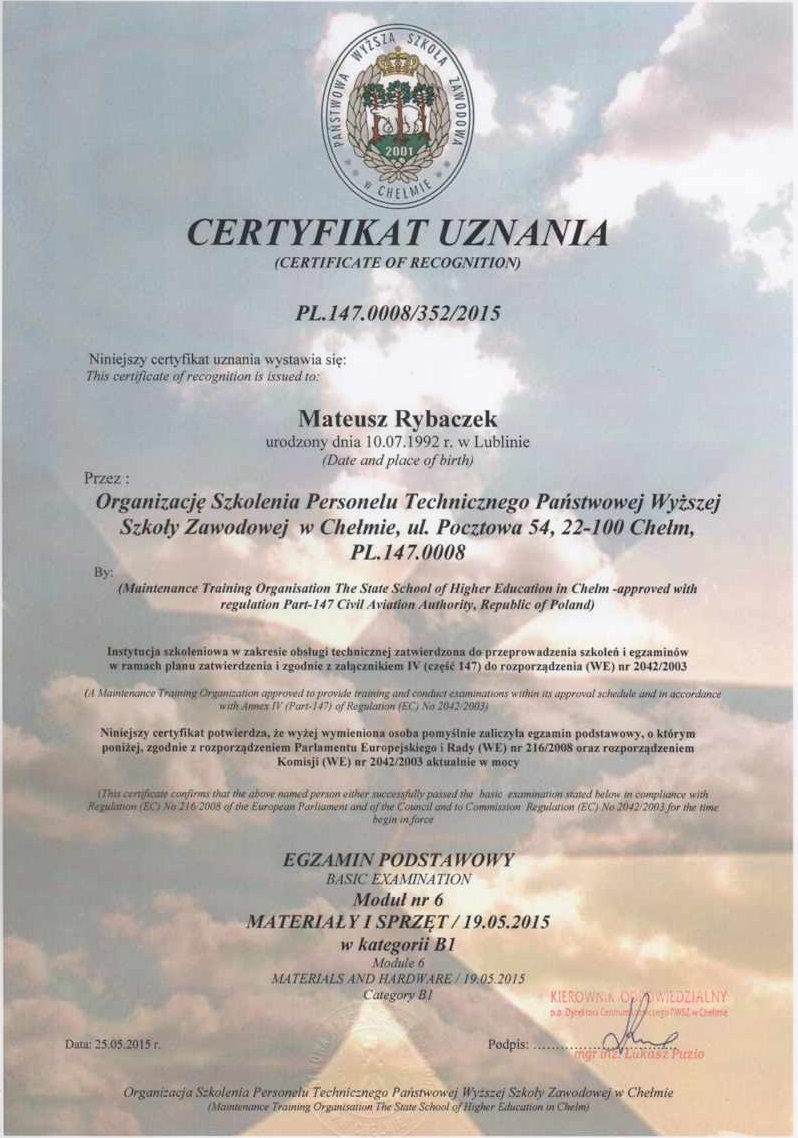 PAŃSTWOWA WYŻSZA SZKOŁA ZAWODOWA
W CHEŁMIE
2001
CERTYFIKAT UZNANIA
(CERTIFICATE OF RECOGNITION)
PL.147.0008/352/2015
Niniejszy certyfikat uznania wystawia się:
This certificate of recognition is issued to:
Mateusz Rybaczek
urodzony dnia 10.07.1992 r. w Lublinie
(Date and place of birth)
Przez :
Organizację Szkolenia Personelu Technicznego Państwowej Wyższej
Szkoły Zawodowej w Chełmie, ul. Pocztowa 54, 22-100 Chełm,
PL.147.0008
By:
(Maintenance Training Organisation The State School of Higher Education in Chelm -approved with
regulation Part-147 Civil Aviation Authority, Republic of Poland)
Instytucja szkoleniowa w zakresie obsługi technicznej zatwierdzona do przeprowadzenia szkoleń i egzaminów
w ramach planu zatwierdzenia i zgodnie z załącznikiem IV (część 147) do rozporządzenia (WE) nr 2042/2003
(A Maintenance Training Organization approved to provide training and conduct examinations within its approval schedule and in accordance
with Annex IV (Part-147) of Regulation (EC) No 2042/2003)
Niniejszy certyfikat potwierdza, że wyżej wymieniona osoba pomyślnie zaliczyła egzamin podstawowy, o którym
poniżej, zgodnie z rozporządzeniem Parlamentu Europejskiego i Rady (WE) nr 216/2008 oraz rozporządzeniem
Komisji (WE) nr 2042/2003 aktualnie w mocy
(This certificate confirms that the above named person either successfully passed the basic examination stated below in compliance with
Regulation (EC) No 216/2008 of the European Parliament and of the Council and to Commission Regulation (EC) No 2042/2003 for the time
begin in force
EGZAMIN PODSTAWOWY
BASIC EXAMINATION
Moduł nr 6
MATERIAŁY I SPRZĘT / 19.05.2015
w kategorii B1
Module 6
MATERIALS AND HARDWARE / 19.05.2015
Category B1
KIEROWNIK ODPOWIEDZIALNY
p.o. Dyrektora Centrum PWSZ w Chełmie
Data: 25.05.2015 r.
Podpis: ..............................
mgr inż. Łukasz Puzio
Organizacja Szkolenia Personelu Technicznego Państwowej Wyższej Szkoły Zawodowej w Chełmie
(Maintenance Training Organisation The State School of Higher Education in Chelm)